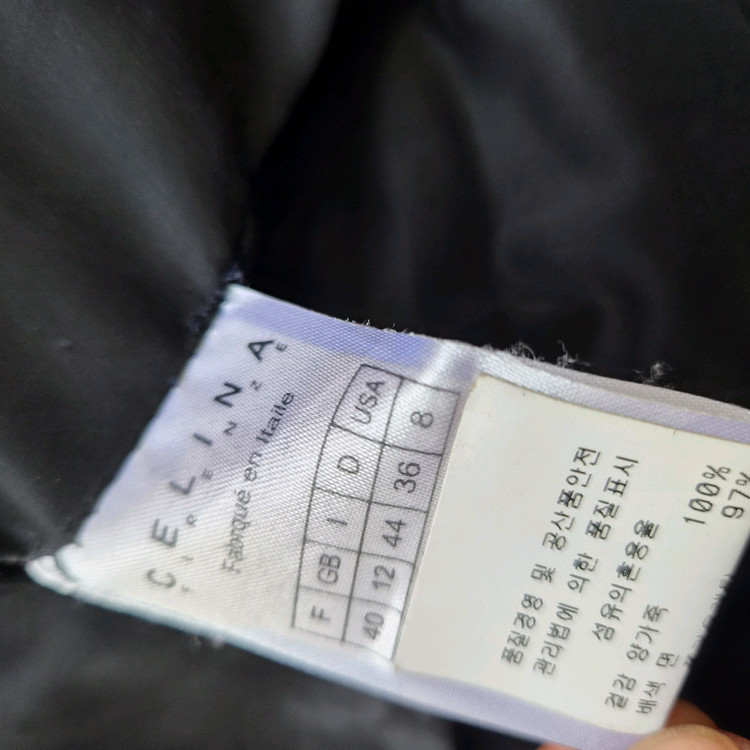 CELINA
FIRENZE
Fabriqué en Italie
F GB I D USA
40 12 44 36 8
품질경영 및 공산품안전
관리법에 의한 품질표시
섬유의혼용율
겉감 양가죽 100%
배색 면 97%